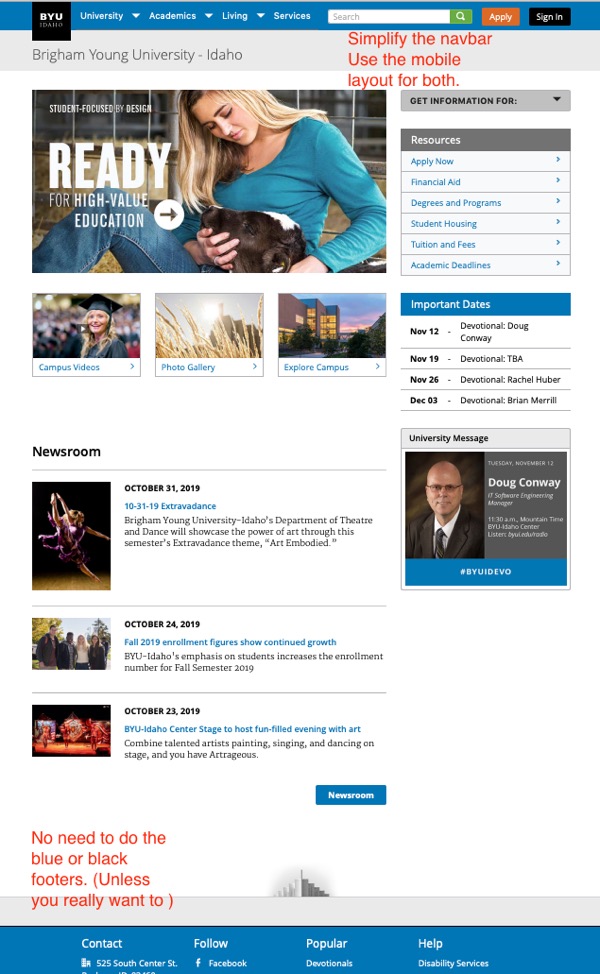 BYU
IDAHO
University Academics Living Services Search Apply Sign In
Brigham Young University - Idaho
Simplify the navbar
Use the mobile
layout for both.
STUDENT-FOCUSED BY DESIGN
READY
FOR HIGH-VALUE
EDUCATION
GET INFORMATION FOR:
Resources
Apply Now
Financial Aid
Degrees and Programs
Student Housing
Tuition and Fees
Academic Deadlines
Campus Videos
Photo Gallery
Explore Campus
Important Dates
Nov 12 - Devotional: Doug
Conway
Nov 19 - Devotional: TBA
Nov 26 - Devotional: Rachel Huber
Dec 03 - Devotional: Brian Merrill
University Message
TUESDAY, NOVEMBER 12
Doug Conway
IT Software Engineering
Manager
11:30 a.m., Mountain Time
BYU-Idaho Center
Listen: byui.edu/radio
#BYUIDEVO
Newsroom
OCTOBER 31, 2019
10-31-19 Extravadance
Brigham Young University-Idaho's Department of Theatre
and Dance will showcase the power of art through this
semester's Extravadance theme, “Art Embodied.”
OCTOBER 24, 2019
Fall 2019 enrollment figures show continued growth
BYU-Idaho's emphasis on students increases the enrollment
number for Fall Semester 2019
OCTOBER 23, 2019
BYU-Idaho Center Stage to host fun-filled evening with art
Combine talented artists painting, singing, and dancing on
stage, and you have Artrageous.
Newsroom
No need to do the
blue or black
footers. (Unless
you really want to )
Contact Follow Popular Help
525 South Center St. Facebook Devotionals Disability Services